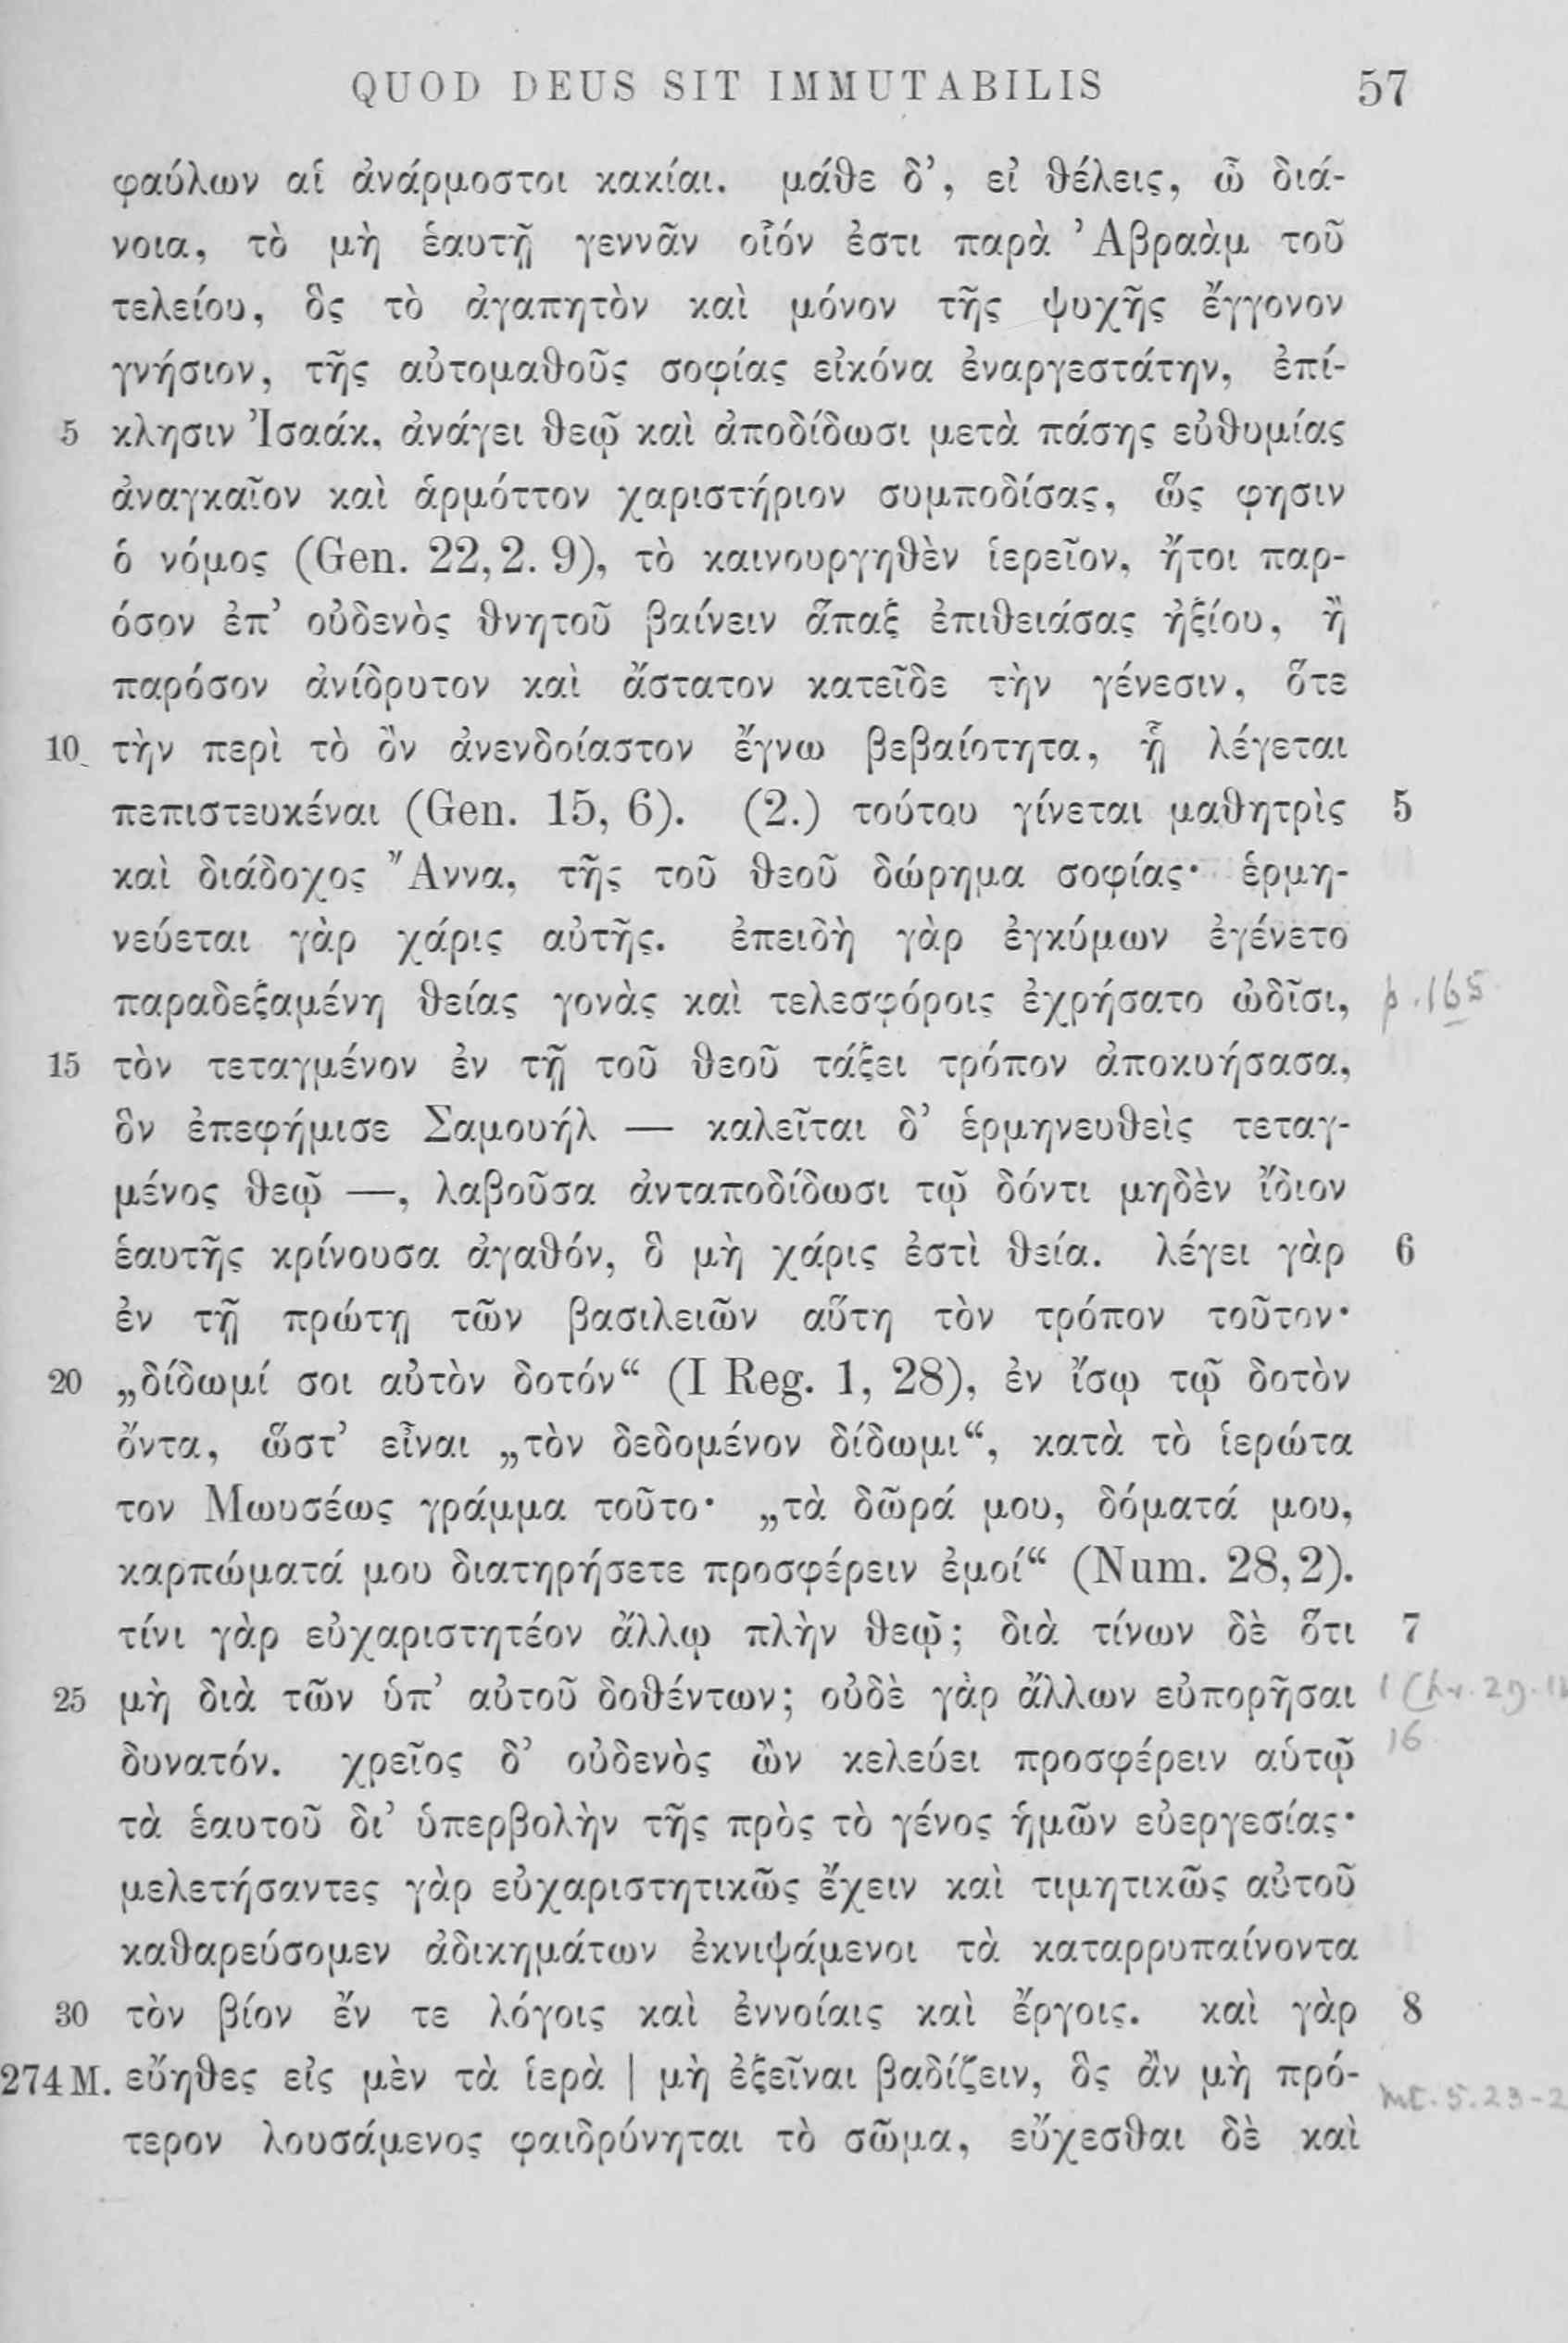 QUOD DEUS SIT IMMUTABILIS 57
φαύλων αἱ ἀνάρμοστοι κακίαι. μάθε δ’, εἰ θέλεις, ὦ διά-
νοια, τὸ μὴ ἑαυτῇ γεννᾶν οἷόν ἐστι παρὰ Ἀβραὰμ τοῦ
τελείου, ὃς τὸ ἀγαπητὸν καὶ μόνον τῆς ψυχῆς ἔγγονον
γνήσιον, τῆς αὐτομαθοῦς σοφίας εἰκόνα ἐναργεστάτην, ἐπί-
5 κλησιν Ἰσαάκ, ἀνάγει θεῷ καὶ ἀποδίδωσι μετὰ πάσης εὐθυμίας
ἀναγκαῖον καὶ ἁρμόττον χαριστήριον συμποδίσας, ὥς φησιν
ὁ νόμος (Gen. 22, 2. 9), τὸ καινουργηθὲν ἱερεῖον, ἤτοι παρ-
όσον ἐπ’ οὐδενὸς θνητοῦ βαίνειν ἅπαξ ἐπιθειάσας ἠξίου, ἢ
παρόσον ἀνίδρυτον καὶ ἄστατον κατεῖδε τὴν γένεσιν, ὅτε
10 τὴν περὶ τὸ ὂν ἀνενδοίαστον ἔγνω βεβαίοτητα, ᾗ λέγεται
πεπιστευκέναι (Gen. 15, 6). (2.) τούτου γίνεται μαθητρὶς 5
καὶ διάδοχος Ἄννα, τῆς τοῦ θεοῦ δώρημα σοφίας· ἑρμη-
νεύεται γὰρ χάρις αὐτῆς. ἐπειδὴ γὰρ ἐγκύμων ἐγένετο
παραδεξαμένη θείας γονὰς καὶ τελεσφόροις ἐχρήσατο ὠδῖσι, p. 165
15 τὸν τεταγμένον ἐν τῇ τοῦ θεοῦ τάξει τρόπον ἀποκυήσασα,
ὃν ἐπεφήμισε Σαμουήλ — καλεῖται δ’ ἑρμηνευθεὶς τεταγ-
μένος θεῷ —, λαβοῦσα ἀνταποδίδωσι τῷ δόντι μηδὲν ἴδιον
ἑαυτῆς κρίνουσα ἀγαθόν, ὃ μὴ χάρις ἐστὶ θεία. λέγει γὰρ 6
ἐν τῇ πρώτῃ τῶν βασιλειῶν αὕτη τὸν τρόπον τοῦτον·
20 „δίδωμί σοι αὐτὸν δοτόν“ (I Reg. 1, 28), ἐν ἴσῳ τῷ δοτὸν
ὄντα, ὥστ’ εἶναι „τὸν δεδομένον δίδωμι“, κατὰ τὸ ἱερώτα
τον Μωυσέως γράμμα τοῦτο· „τὰ δῶρά μου, δόματά μου,
καρπώματά μου διατηρήσετε προσφέρειν ἐμοί“ (Num. 28, 2).
τίνι γὰρ εὐχαριστητέον ἄλλῳ πλὴν θεῷ; διὰ τίνων δὲ ὅτι 7
25 μὴ διὰ τῶν ὑπ’ αὐτοῦ δοθέντων; οὐδὲ γὰρ ἄλλων εὐπορῆσαι 1 Chr. 29.
δυνατόν. χρεῖος δ’ οὐδενὸς ὢν κελεύει προσφέρειν αὑτῷ 16
τὰ ἑαυτοῦ δι’ ὑπερβολὴν τῆς πρὸς τὸ γένος ἡμῶν εὐεργεσίας·
μελετήσαντες γὰρ εὐχαριστητικῶς ἔχειν καὶ τιμητικῶς αὐτοῦ
καθαρεύσομεν ἀδικημάτων ἐκνιψάμενοι τὰ καταρρυπαίνοντα
30 τὸν βίον ἔν τε λόγοις καὶ ἐννοίαις καὶ ἔργοις. καὶ γὰρ 8
274 M. εὔηθες εἰς μὲν τὰ ἱερὰ | μὴ ἐξεῖναι βαδίζειν, ὃς ἂν μὴ πρό- Mt. 5. 23-2
τερον λουσάμενος φαιδρύνηται τὸ σῶμα, εὔχεσθαι δὲ καὶ